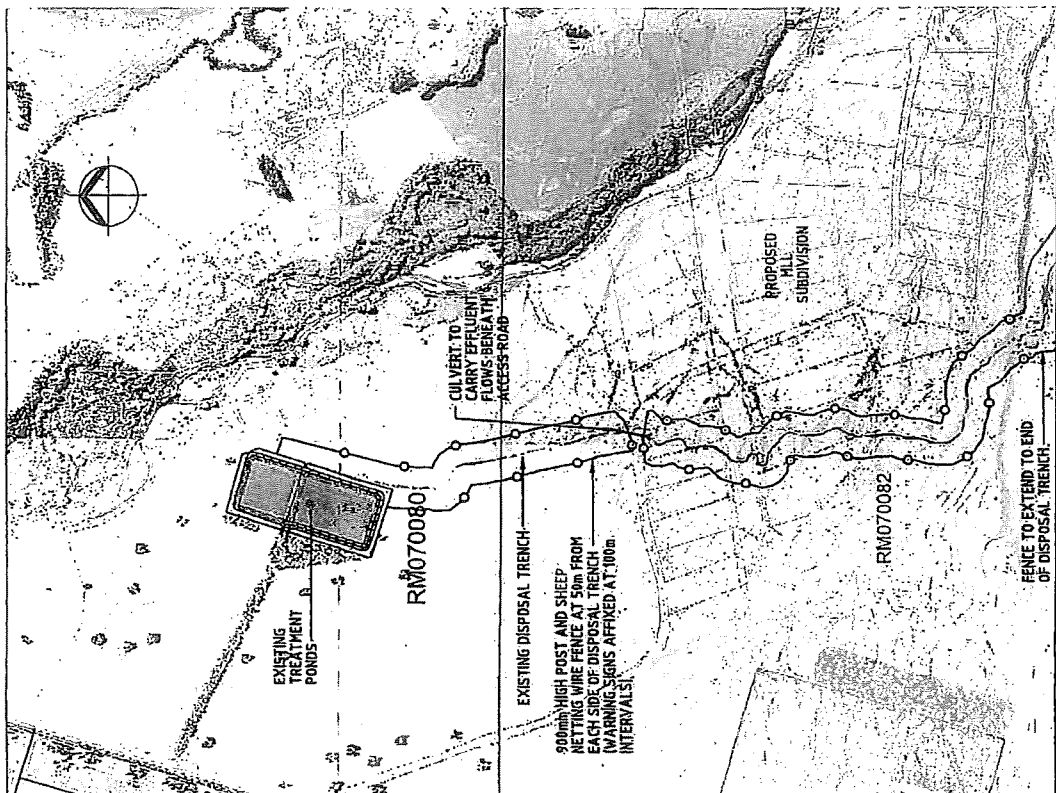 EXISTING
TREATMENT
PONDS
RM070080
CULVERT TO
CARRY EFFLUENT
FLOWS BENEATH
ACCESS ROAD
EXISTING DISPOSAL TRENCH
900mm HIGH POST AND SHEEP
NETTING WIRE FENCE AT 50m FROM
EACH SIDE OF DISPOSAL TRENCH
(WARNING SIGNS AFFIXED AT 100m
INTERVALS)
PROPOSED
MLL
SUBDIVISION
RM070082
FENCE TO EXTEND TO END
OF DISPOSAL TRENCH.